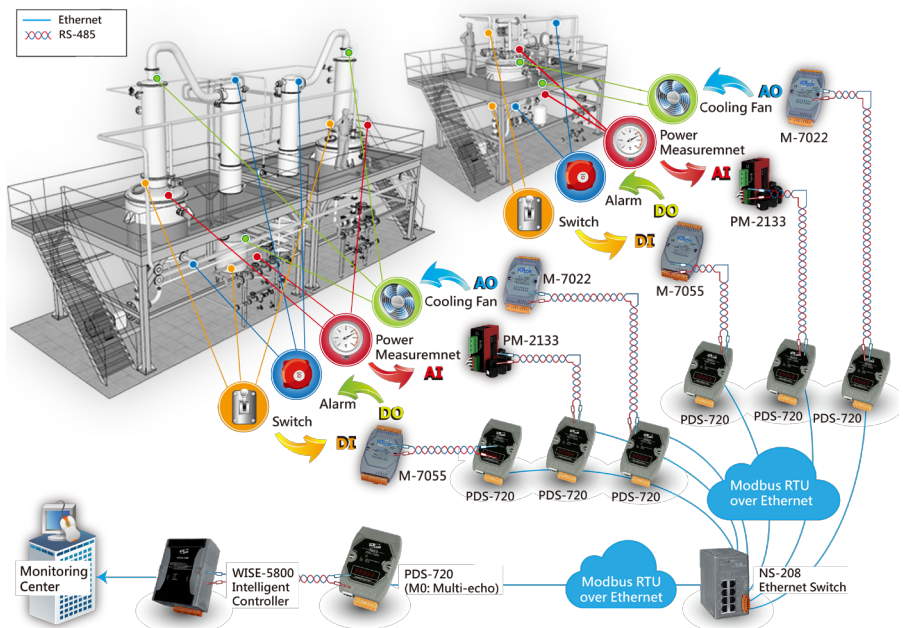 Ethernet
RS-485
AO
Cooling Fan
M-7022
Power
Measuremnet
AI
PM-2133
Alarm
DO
Switch
DI
M-7055
AO
Cooling Fan
M-7022
Power
Measuremnet
AI
PM-2133
Alarm
DO
Switch
DI
M-7055
PDS-720
PDS-720
PDS-720
PDS-720
PDS-720
PDS-720
Modbus RTU
over Ethernet
Monitoring
Center
WISE-5800
Intelligent
Controller
PDS-720
(M0: Multi-echo)
Modbus RTU
over Ethernet
NS-208
Ethernet Switch